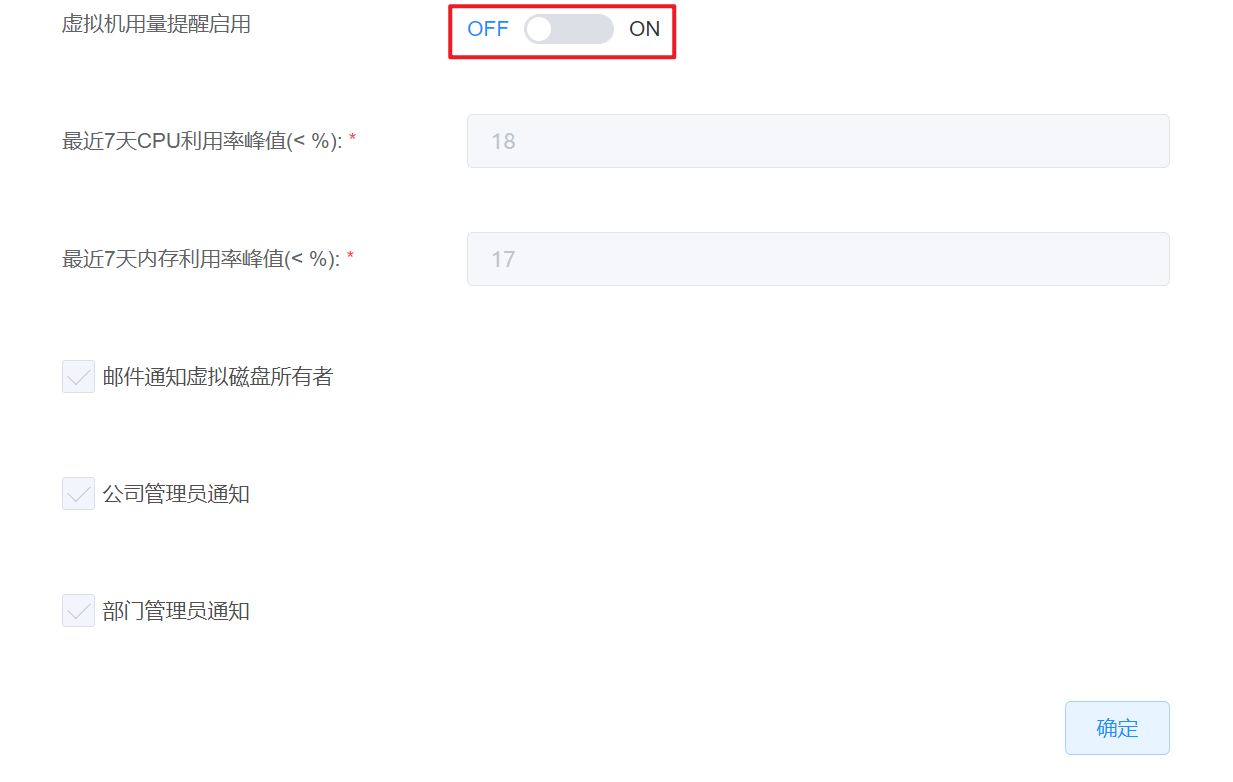 虚拟机用量提醒启用 OFF ON
最近7天CPU利用率峰值(< %): * 18
最近7天内存利用率峰值(< %): * 17
邮件通知虚拟磁盘所有者
公司管理员通知
部门管理员通知
确定